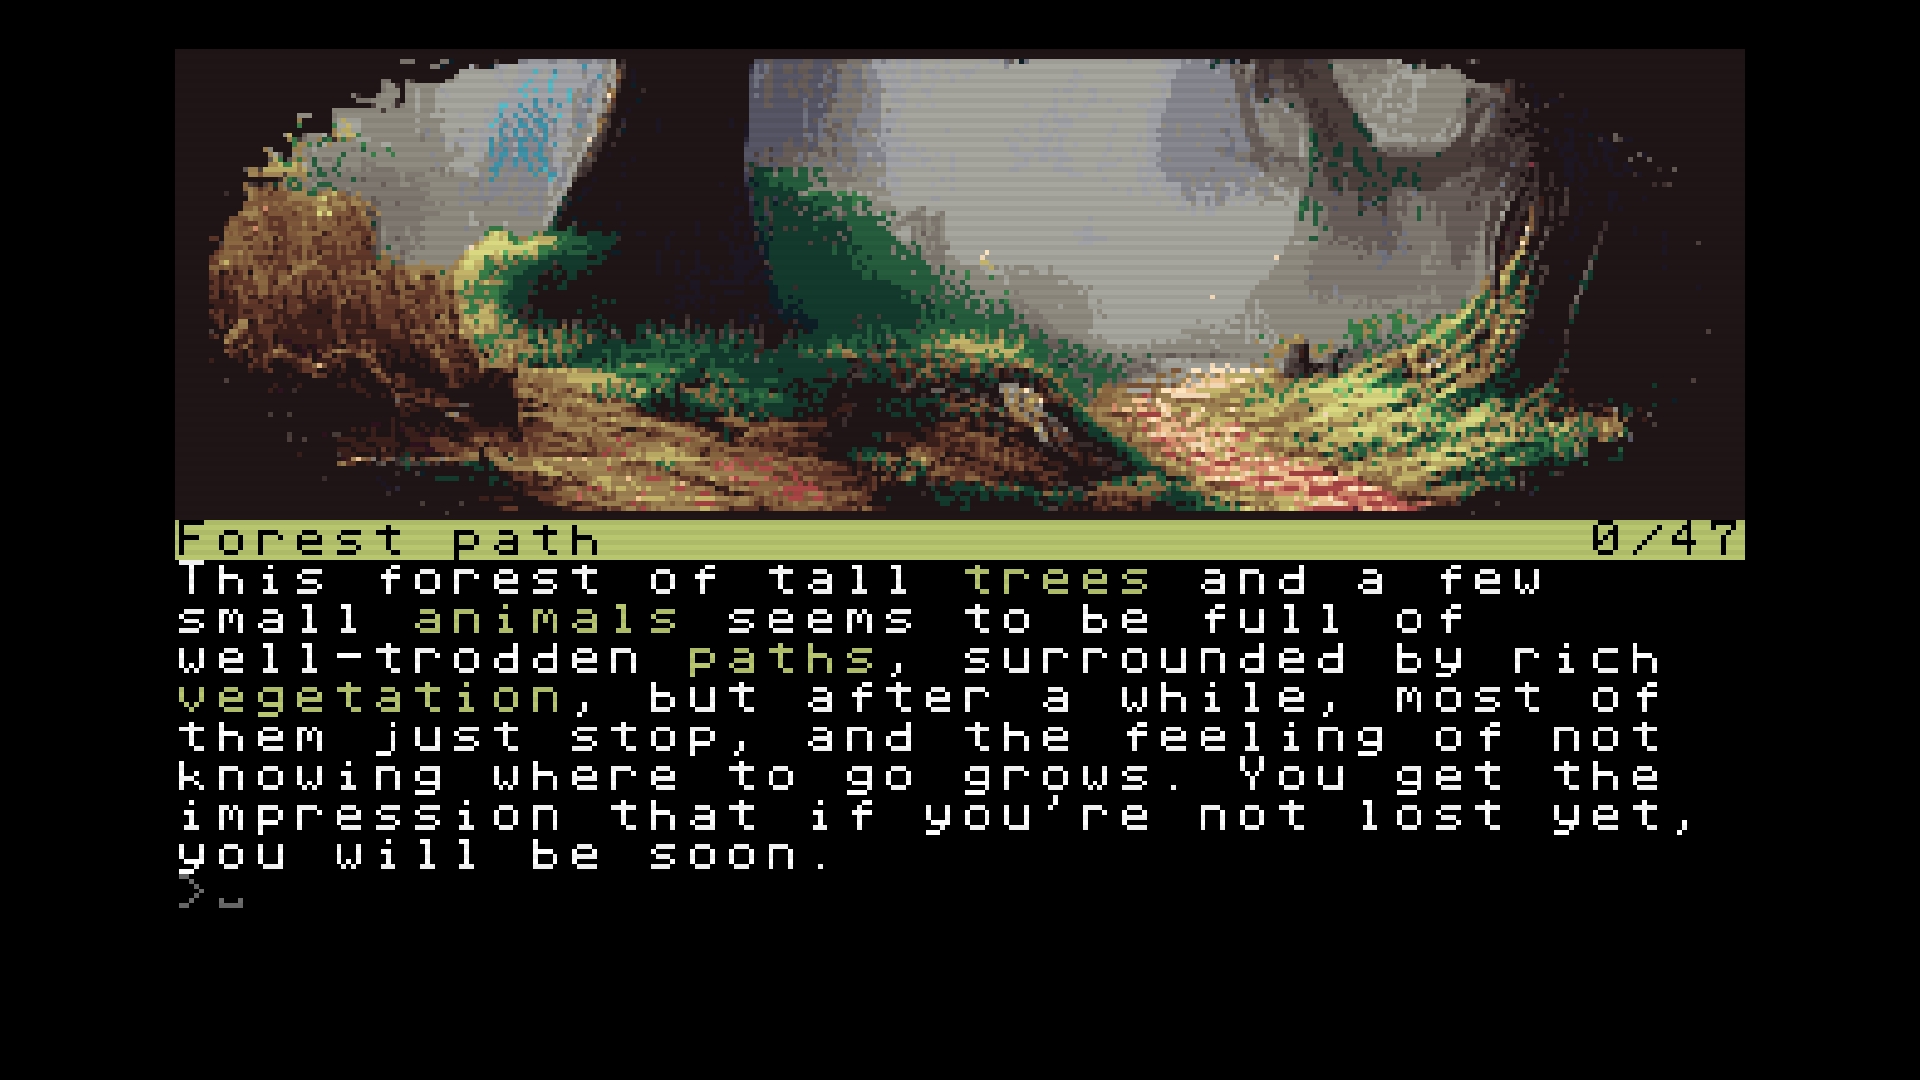 Forest path 0/47
This forest of tall trees and a few
small animals seems to be full of
well-trodden paths, surrounded by rich
vegetation, but after a while, most of
them just stop, and the feeling of not
knowing where to go grows. You get the
impression that if you're not lost yet,
you will be soon.
>_